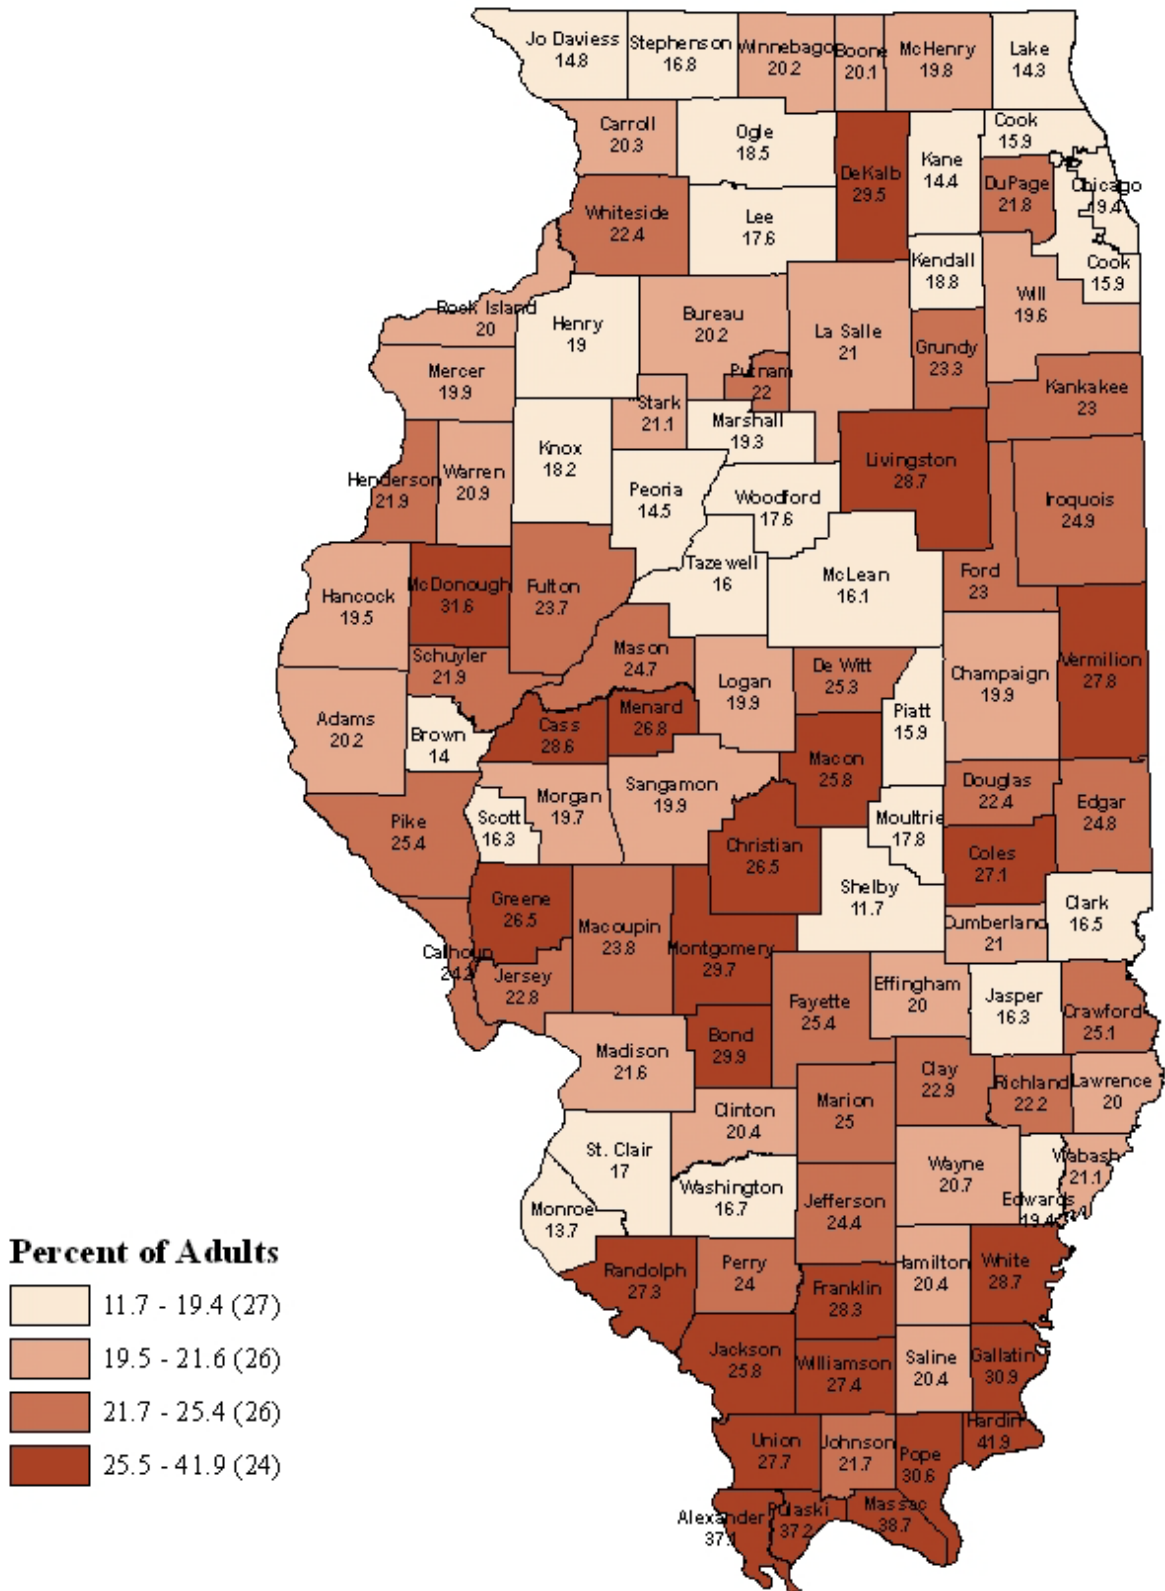 Jo Daviess
14.8
Stephenson
16.8
Winnebago
20.2
Boone
20.1
McHenry
19.8
Lake
14.3
Carroll
20.3
Ogle
18.5
DeKalb
29.5
Kane
14.4
Cook
15.9
DuPage
21.8
Chicago
19.4
Whiteside
22.4
Lee
17.6
Kendall
18.8
Cook
15.9
Will
19.6
Rock Island
20
Henry
19
Bureau
20.2
La Salle
21
Grundy
23.3
Putnam
22
Kankakee
23
Mercer
19.9
Stark
21.1
Marshall
19.3
Knox
18.2
Livingston
28.7
Henderson
21.9
Warren
20.9
Peoria
14.5
Woodford
17.6
Iroquois
24.9
Tazewell
16
McLean
16.1
Ford
23
Hancock
19.5
McDonough
31.6
Fulton
23.7
Schuyler
21.9
Mason
24.7
Logan
19.9
De Witt
25.3
Champaign
19.9
Vermilion
27.8
Adams
20.2
Brown
14
Cass
28.6
Menard
26.8
Piatt
15.9
Macon
25.8
Pike
25.4
Scott
16.3
Morgan
19.7
Sangamon
19.9
Douglas
22.4
Edgar
24.8
Moultrie
17.8
Christian
26.5
Coles
27.1
Shelby
11.7
Greene
26.5
Macoupin
23.8
Montgomery
29.7
Cumberland
21
Clark
16.5
Calhoun
Jersey
22.8
Fayette
25.4
Effingham
20
Jasper
16.3
Crawford
25.1
Madison
21.6
Bond
29.9
Clay
22.9
Richland
22.2
Lawrence
20
Marion
25
Clinton
20.4
St. Clair
17
Washington
16.7
Wayne
20.7
Edwards
19.4
Wabash
21.1
Monroe
13.7
Jefferson
24.4
Randolph
27.3
Perry
24
Franklin
28.3
Hamilton
20.4
White
28.7
Jackson
25.8
Williamson
27.4
Saline
20.4
Gallatin
30.9
Union
27.7
Johnson
21.7
Pope
30.6
Hardin
41.9
Alexander
37.1
Pulaski
37.2
Massac
38.7
Percent of Adults
11.7 - 19.4 (27)
19.5 - 21.6 (26)
21.7 - 25.4 (26)
25.5 - 41.9 (24)